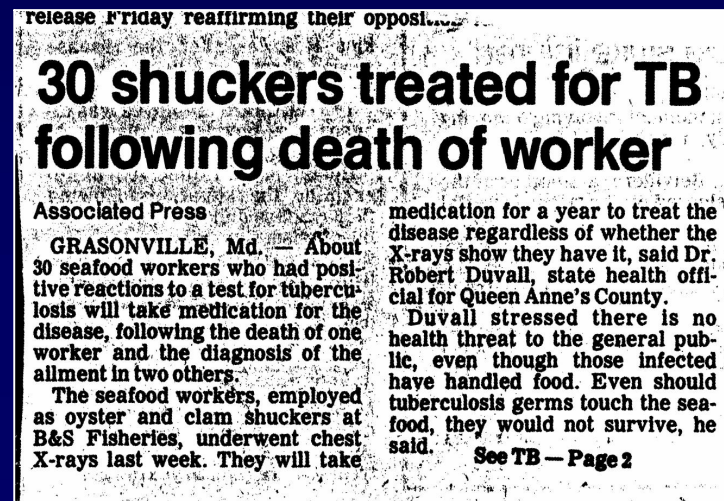 release Friday reaffirming their
30 shuckers treated for TB
following death of worker
Associated Press
GRASONVILLE, Md. — About
30 seafood workers who had posi-
tive reactions to a test for tubercu-
losis will take medication for the
disease, following the death of one
worker and the diagnosis of the
ailment in two others.
The seafood workers, employed
as oyster and clam shuckers at
B&S Fisheries, underwent chest
X-rays last week. They will take
medication for a year to treat the
disease regardless of whether the
X-rays show they have it, said Dr.
Robert Duvall, state health offi-
cial for Queen Anne's County.
Duvall stressed there is no
health threat to the general pub-
lic, even though those infected
have handled food. Even should
tuberculosis germs touch the sea-
food, they would not survive, he
said.
See TB — Page 2